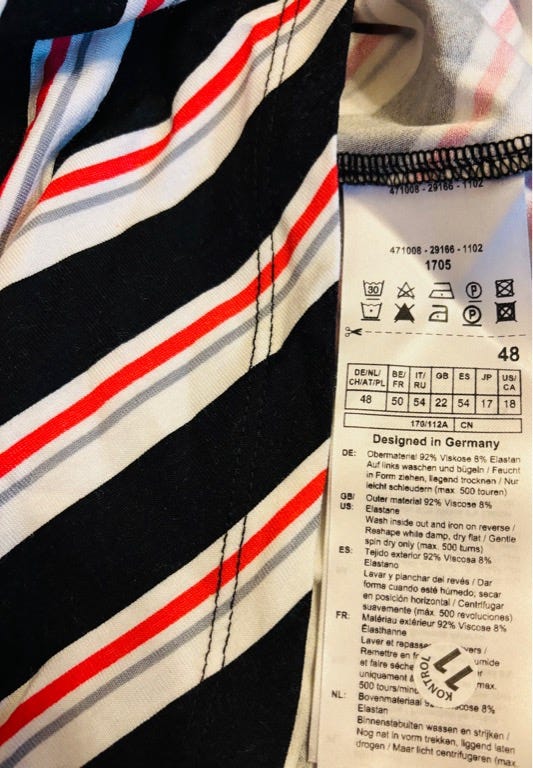 471008 - 29166 - 1102
471008 - 29166 - 1102
1705
30 P
P
48
DE/NL/ CH/AT/PL BE/ FR IT/ RU GB ES JP US/ CA
48 50 54 22 54 17 18
170/112A CN
Designed in Germany
DE: Obermaterial 92% Viskose 8% Elastan
Auf links waschen und bügeln / Feucht
in Form ziehen, liegend trocknen / Nur
leicht schleudern (max. 500 touren)
GB/ US: Outer material 92% Viscose 8%
Elastane
Wash inside out and iron on reverse /
Reshape while damp, dry flat / Gentle
spin dry only (max. 500 turns)
ES: Tejido exterior 92% Viscosa 8%
Elastano
Lavar y planchar del revés / Dar
forma cuando esté húmedo; secar
en posición horizontal / Centrifugar
suavemente (máx. 500 revoluciones)
FR: Matériau extérieur 92% Viscose 8%
Élasthanne
Laver et repasse
Remettre en umide
et faire séche
uniquement max.
500 tours/min
KONTROL 11
NL: Bovenmateriaal 92% Viscose 8%
Elastan
Binnenstebuiten wassen en strijken /
Nog nat in vorm trekken, liggend laten
drogen / Maar licht centrifugeren (max.